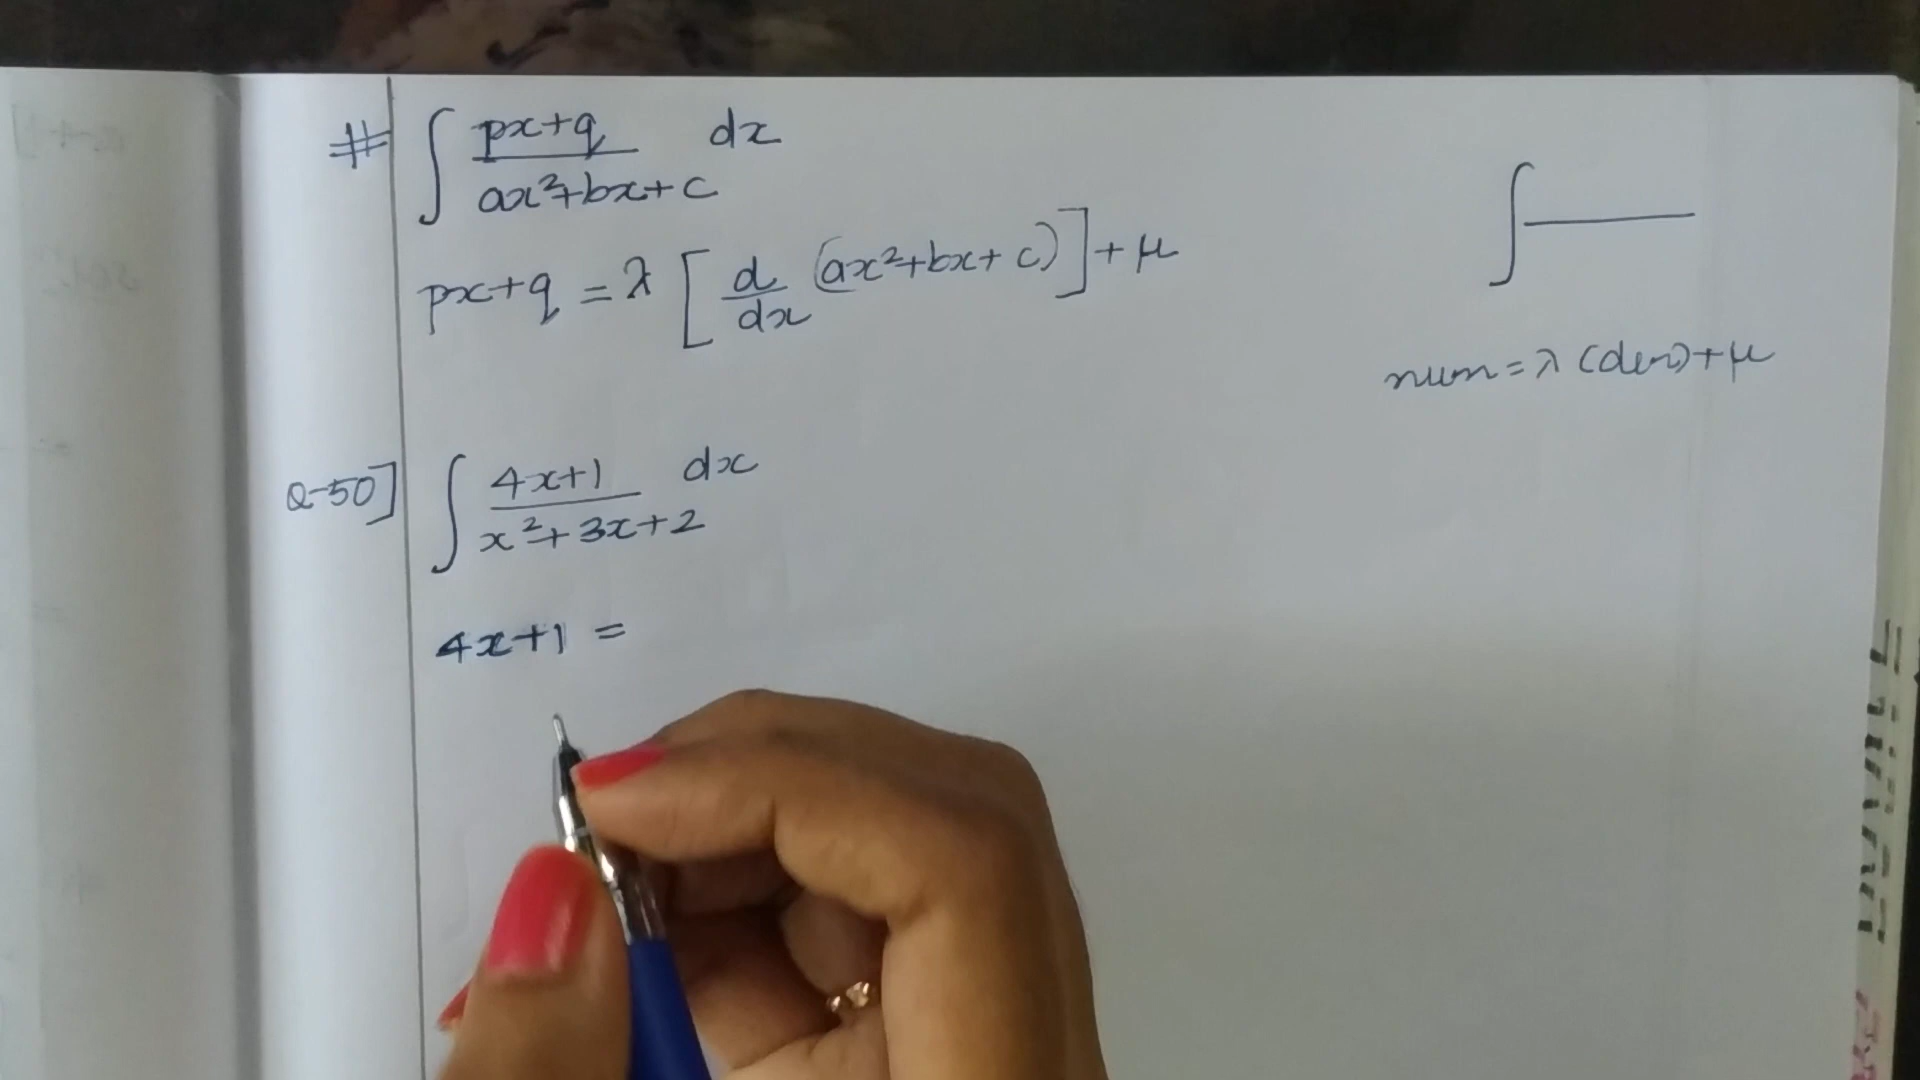 # ∫ px+q / ax²+bx+c dx
px+q = λ [ d/dx (ax²+bx+c) ] + μ
∫
num = λ (den) + μ
Q-50] ∫ 4x+1 / x²+3x+2 dx
4x+1 =